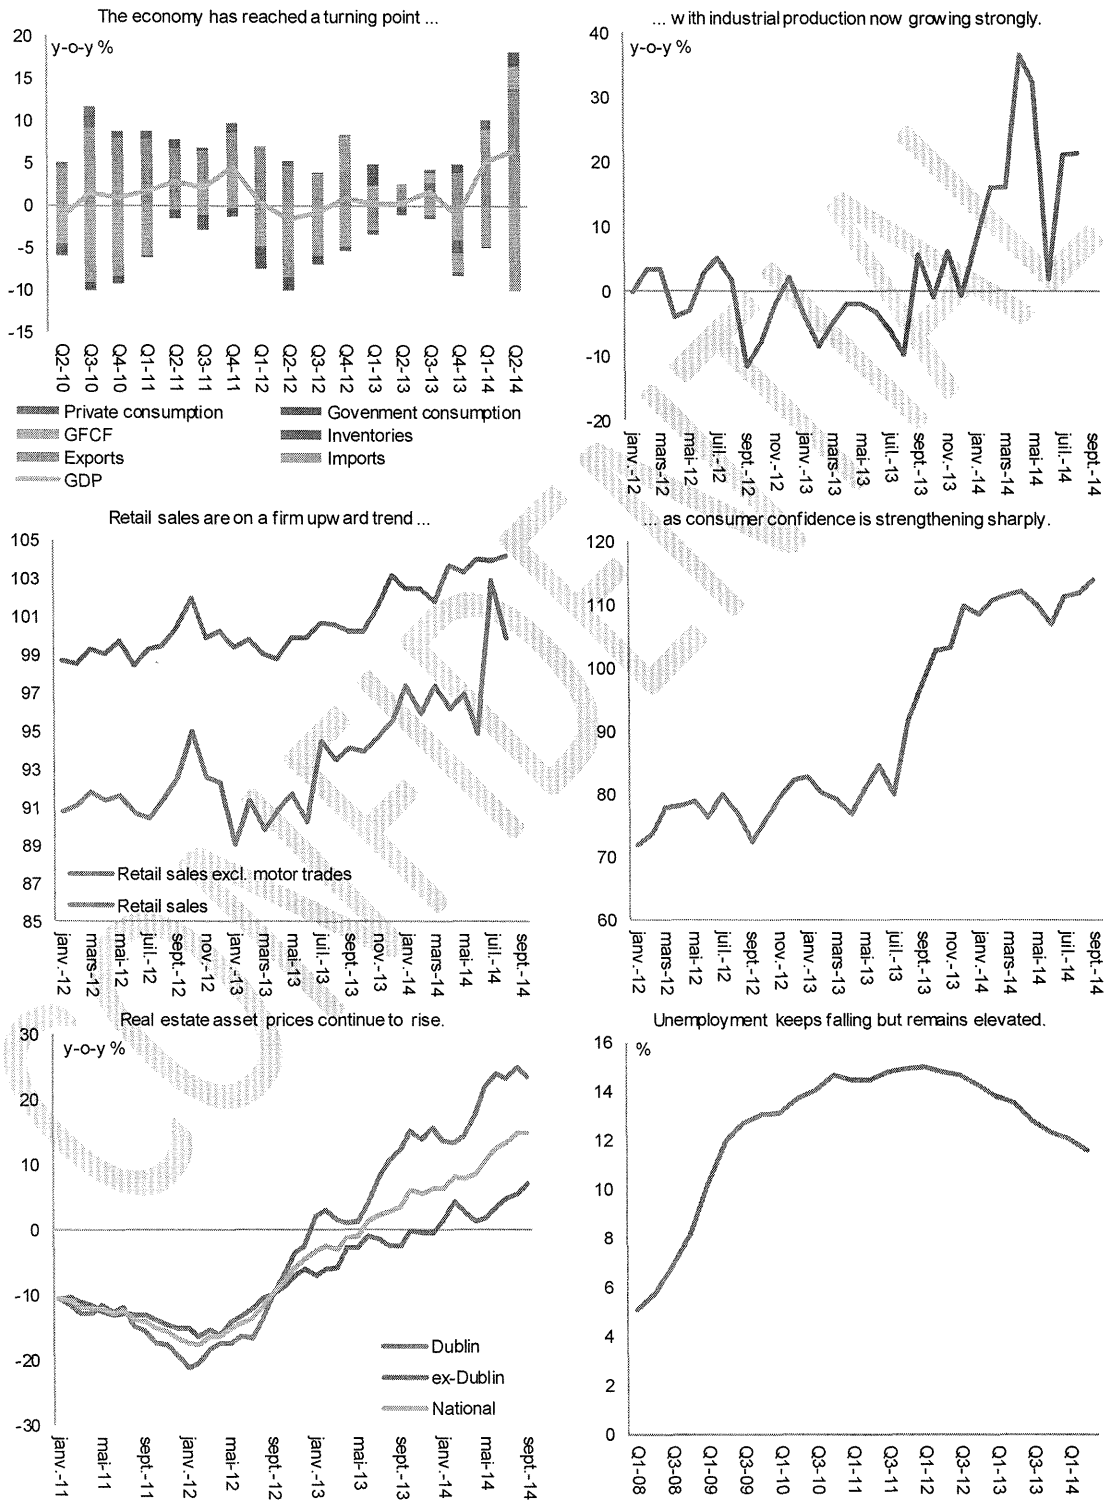 The economy has reached a turning point ...
y-o-y %
20
15
10
5
0
-5
-10
-15
Q2-10
Q3-10
Q4-10
Q1-11
Q2-11
Q3-11
Q4-11
Q1-12
Q2-12
Q3-12
Q4-12
Q1-13
Q2-13
Q3-13
Q4-13
Q1-14
Q2-14
Private consumption
Govenment consumption
GFCF
Inventories
Exports
Imports
GDP
... with industrial production now growing strongly.
y-o-y %
40
30
20
10
0
-10
-20
janv.-12
mars-12
mai-12
juil.-12
sept.-12
nov.-12
janv.-13
mars-13
mai-13
juil.-13
sept.-13
nov.-13
janv.-14
mars-14
mai-14
juil.-14
sept.-14
Retail sales are on a firm upward trend ...
105
103
101
99
97
95
93
91
89
87
85
Retail sales excl. motor trades
Retail sales
janv.-12
mars-12
mai-12
juil.-12
sept.-12
nov.-12
janv.-13
mars-13
mai-13
juil.-13
sept.-13
nov.-13
janv.-14
mars-14
mai-14
juil.-14
sept.-14
... as consumer confidence is strengthening sharply.
120
110
100
90
80
70
60
janv.-12
mars-12
mai-12
juil.-12
sept.-12
nov.-12
janv.-13
mars-13
mai-13
juil.-13
sept.-13
nov.-13
janv.-14
mars-14
mai-14
juil.-14
sept.-14
Real estate asset prices continue to rise.
y-o-y %
30
20
10
0
-10
-20
-30
Dublin
ex-Dublin
National
janv.-11
mai-11
sept.-11
janv.-12
mai-12
sept.-12
janv.-13
mai-13
sept.-13
janv.-14
mai-14
sept.-14
Unemployment keeps falling but remains elevated.
%
16
14
12
10
8
6
4
2
0
Q1-08
Q3-08
Q1-09
Q3-09
Q1-10
Q3-10
Q1-11
Q3-11
Q1-12
Q3-12
Q1-13
Q3-13
Q1-14
CONFIDENTIAL